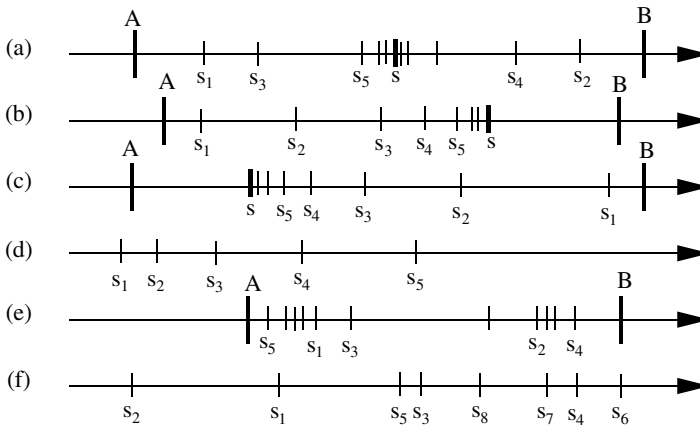 A B
(a)
s1 s3 s5 s s4 s2
A B
(b)
s1 s2 s3 s4 s5 s
A B
(c)
s s5 s4 s3 s2 s1
(d)
s1 s2 s3 s4 s5
A B
(e)
s5 s1 s3 s2 s4
(f)
s2 s1 s5 s3 s8 s7 s4 s6